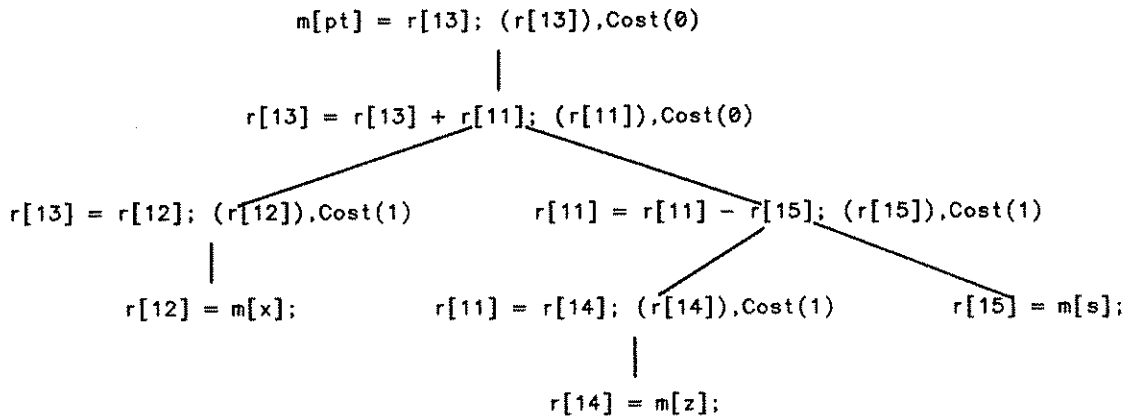 m[pt] = r[13]; (r[13]),Cost(0)
r[13] = r[13] + r[11]; (r[11]),Cost(0)
r[13] = r[12]; (r[12]),Cost(1) r[11] = r[11] - r[15]; (r[15]),Cost(1)
r[12] = m[x]; r[11] = r[14]; (r[14]),Cost(1) r[15] = m[s];
r[14] = m[z];